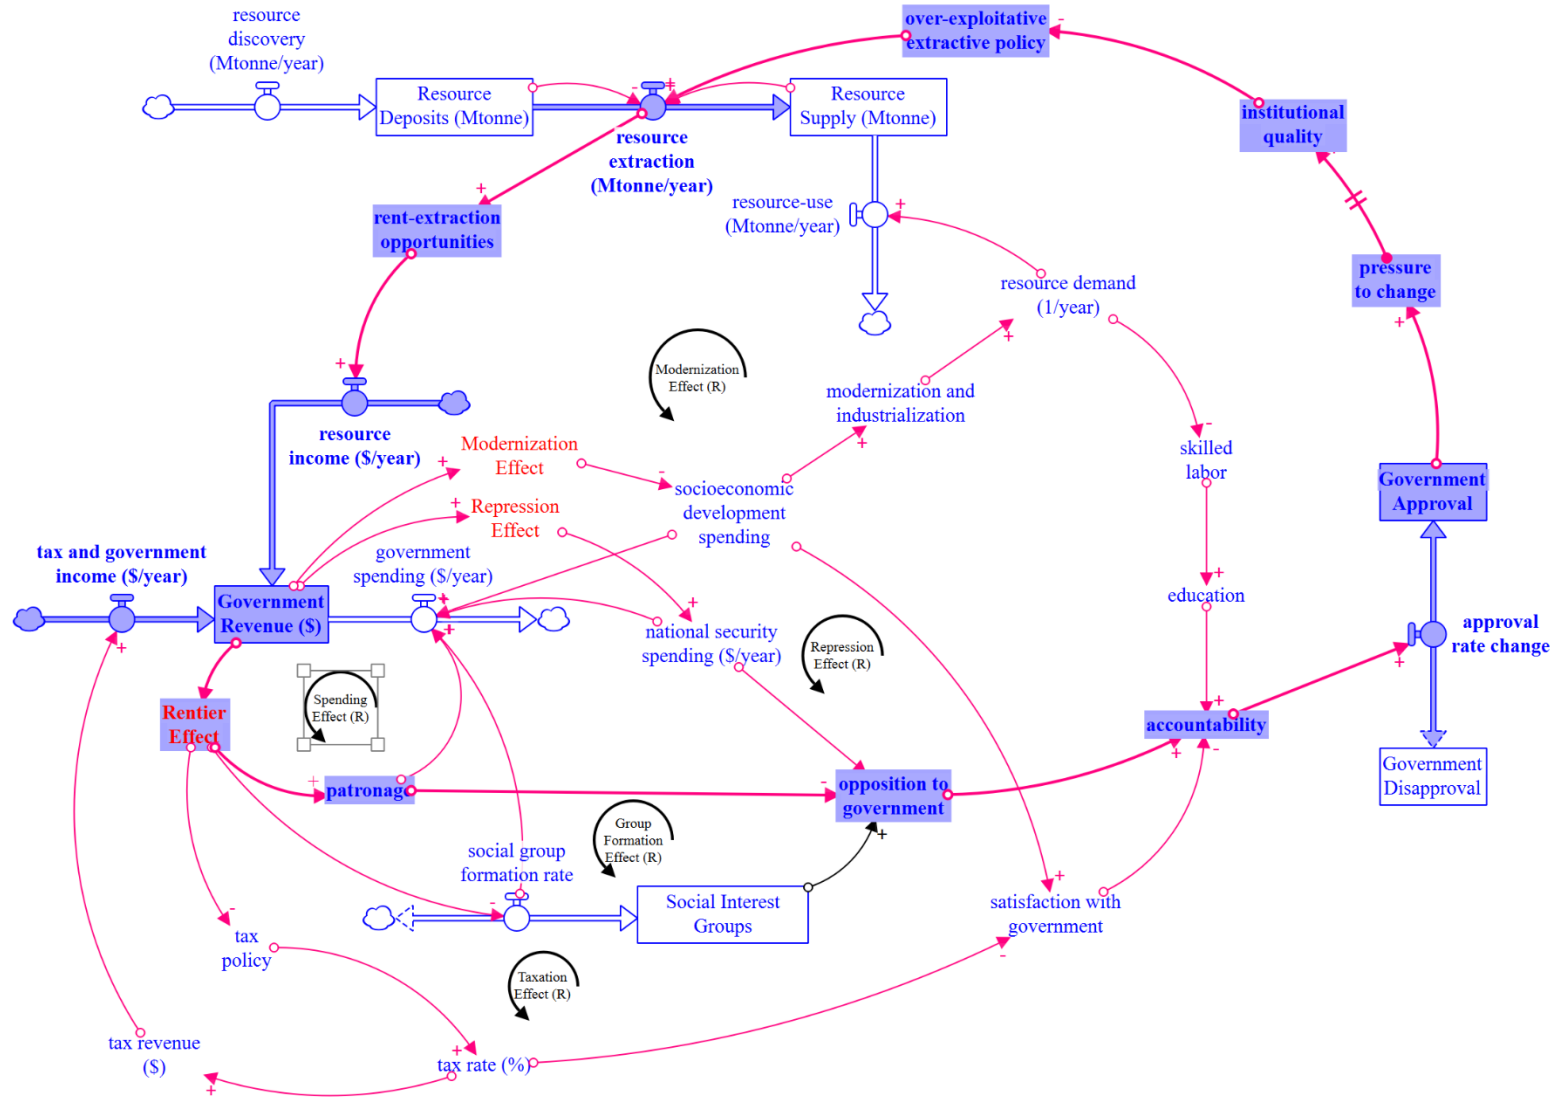 resource
discovery
(Mtonne/year)
over-exploitative
extractive policy
-
Resource
Deposits (Mtonne)
-
+
Resource
Supply (Mtonne)
institutional
quality
resource
extraction
(Mtonne/year)
+
rent-extraction
opportunities
resource-use
(Mtonne/year)
+
resource demand
(1/year)
+
pressure
to change
+
Modernization
Effect (R)
+
modernization and
industrialization
+
resource
income ($/year)
Modernization
Effect
+
-
skilled
labor
-
socioeconomic
development
spending
Government
Approval
Repression
Effect
+
tax and government
income ($/year)
government
spending ($/year)
+
education
Government
Revenue ($)
+
+
+
+
national security
spending ($/year)
+
Repression
Effect (R)
approval
rate change
+
Spending
Effect (R)
Rentier
Effect
+
accountability
+
-
Government
Disapproval
+
patronage
-
opposition to
government
+
Group
Formation
Effect (R)
social group
formation rate
-
Social Interest
Groups
+
satisfaction with
government
-
-
tax
policy
Taxation
Effect (R)
tax revenue
($)
+
tax rate (%)
+